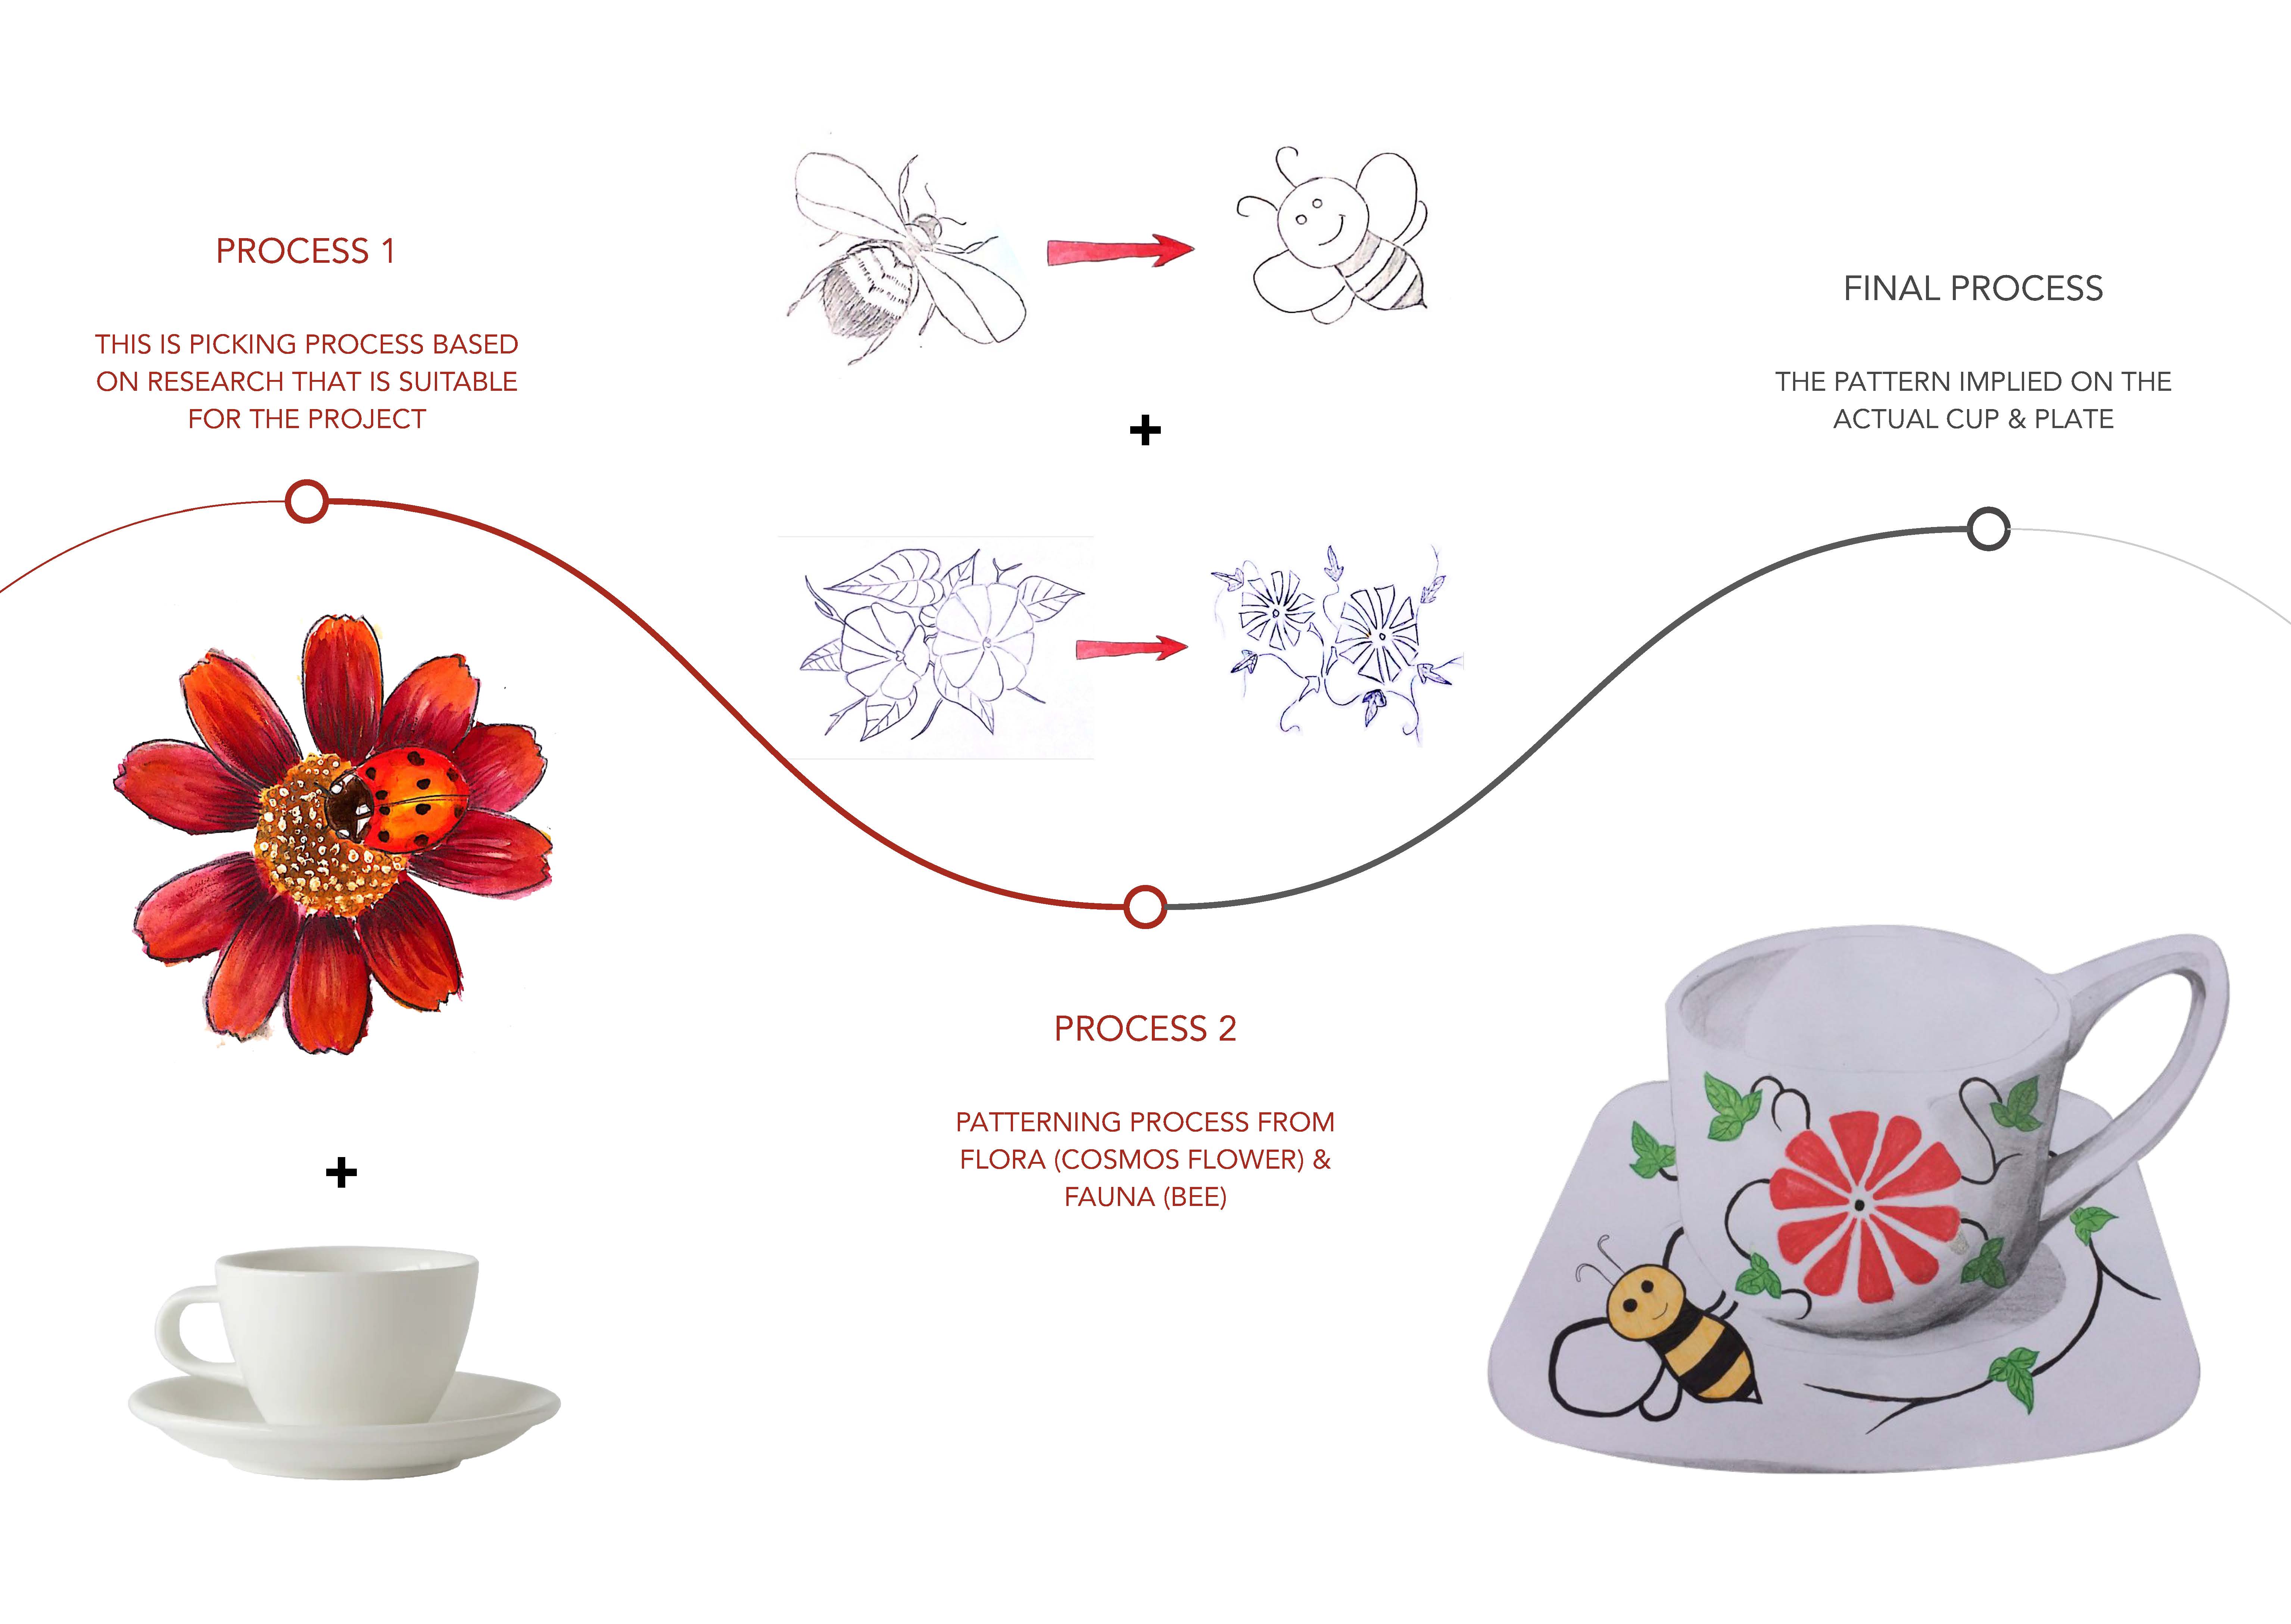 PROCESS 1
THIS IS PICKING PROCESS BASED
ON RESEARCH THAT IS SUITABLE
FOR THE PROJECT
+
+
PROCESS 2
PATTERNING PROCESS FROM
FLORA (COSMOS FLOWER) &
FAUNA (BEE)
FINAL PROCESS
THE PATTERN IMPLIED ON THE
ACTUAL CUP & PLATE